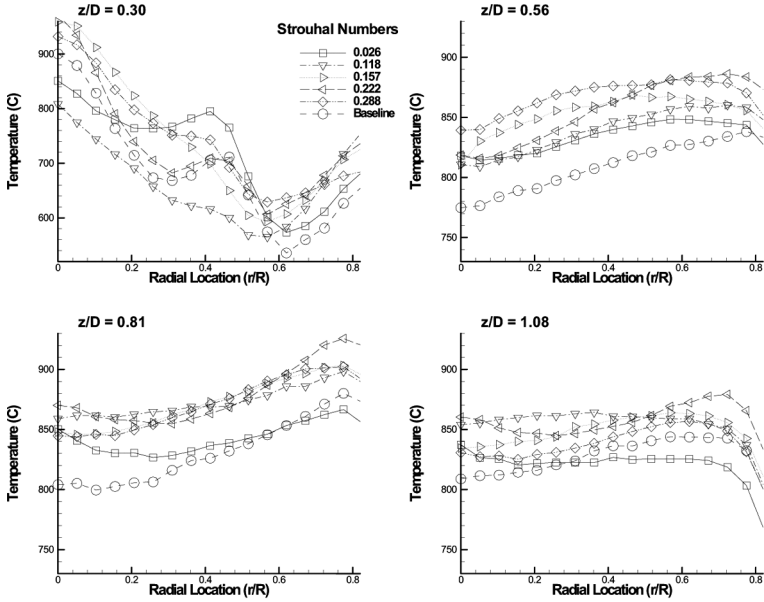 z/D = 0.30
Strouhal Numbers
0.026
0.118
0.157
0.222
0.288
Baseline
900
800
700
600
Temperature (C)
0
0.2
0.4
0.6
0.8
Radial Location (r/R)
z/D = 0.56
900
850
800
750
Temperature (C)
0
0.2
0.4
0.6
0.8
Radial Location (r/R)
z/D = 0.81
900
850
800
750
Temperature (C)
0
0.2
0.4
0.6
0.8
Radial Location (r/R)
z/D = 1.08
900
850
800
750
Temperature (C)
0
0.2
0.4
0.6
0.8
Radial Location (r/R)